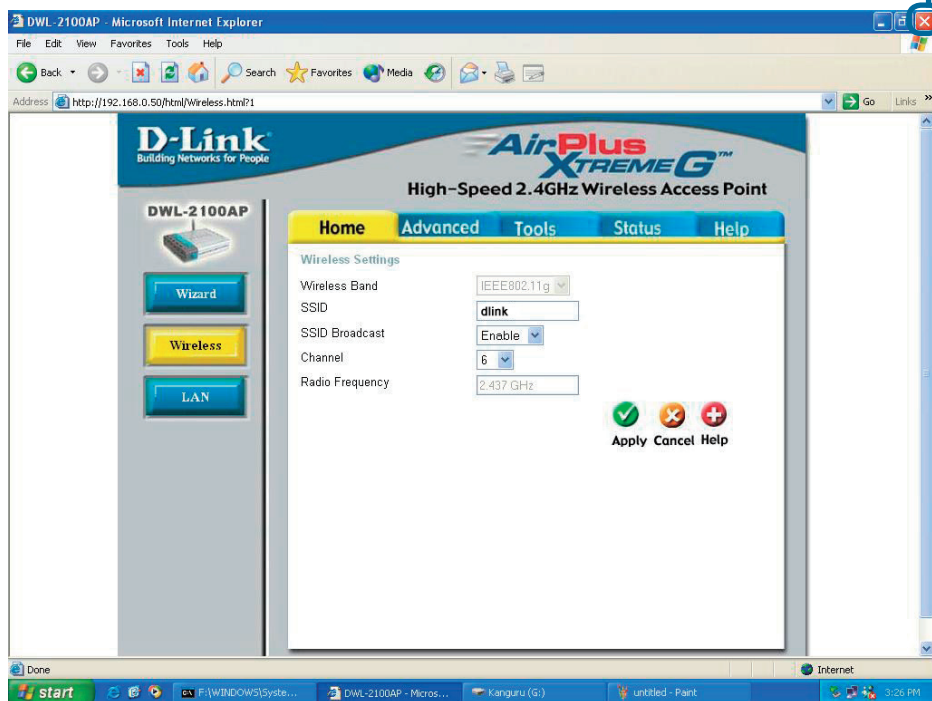 DWL-2100AP - Microsoft Internet Explorer
File Edit View Favorites Tools Help
Back Search Favorites Media
Address http://192.168.0.50/html/Wireless.html?1 Go Links »
D-Link
Building Networks for People
AirPlus
XTREME G™
High-Speed 2.4GHz Wireless Access Point
DWL-2100AP
Home Advanced Tools Status Help
Wireless Settings
Wireless Band IEEE802.11g
Wizard
SSID dlink
SSID Broadcast Enable
Wireless
Channel 6
Radio Frequency 2.437 GHz
LAN
Apply Cancel Help
Done Internet
start F:\WINDOWS\Syste... DWL-2100AP - Micros... Kanguru (G:) untitled - Paint 3:26 PM